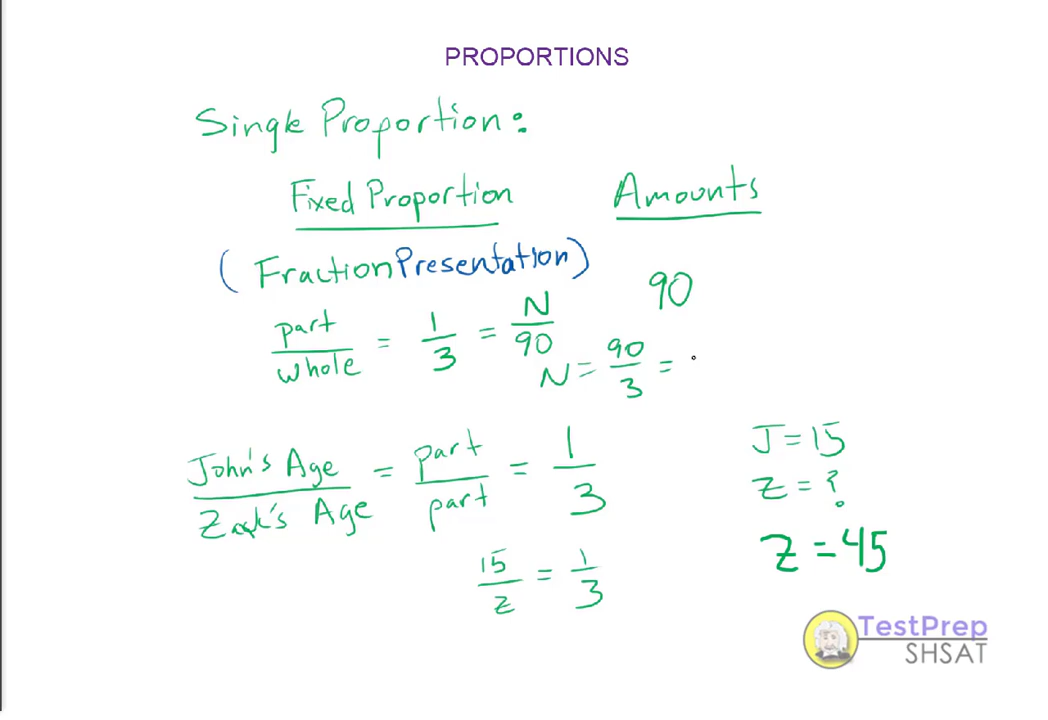 PROPORTIONS
Single Proportion:
Fixed Proportion Amounts
(Fraction Presentation)
90
part/whole = 1/3 = N/90
N = 90/3 =
John's Age/Zack's Age = part/part = 1/3
J = 15
Z = ?
Z = 45
15/Z = 1/3
TestPrep
SHSAT